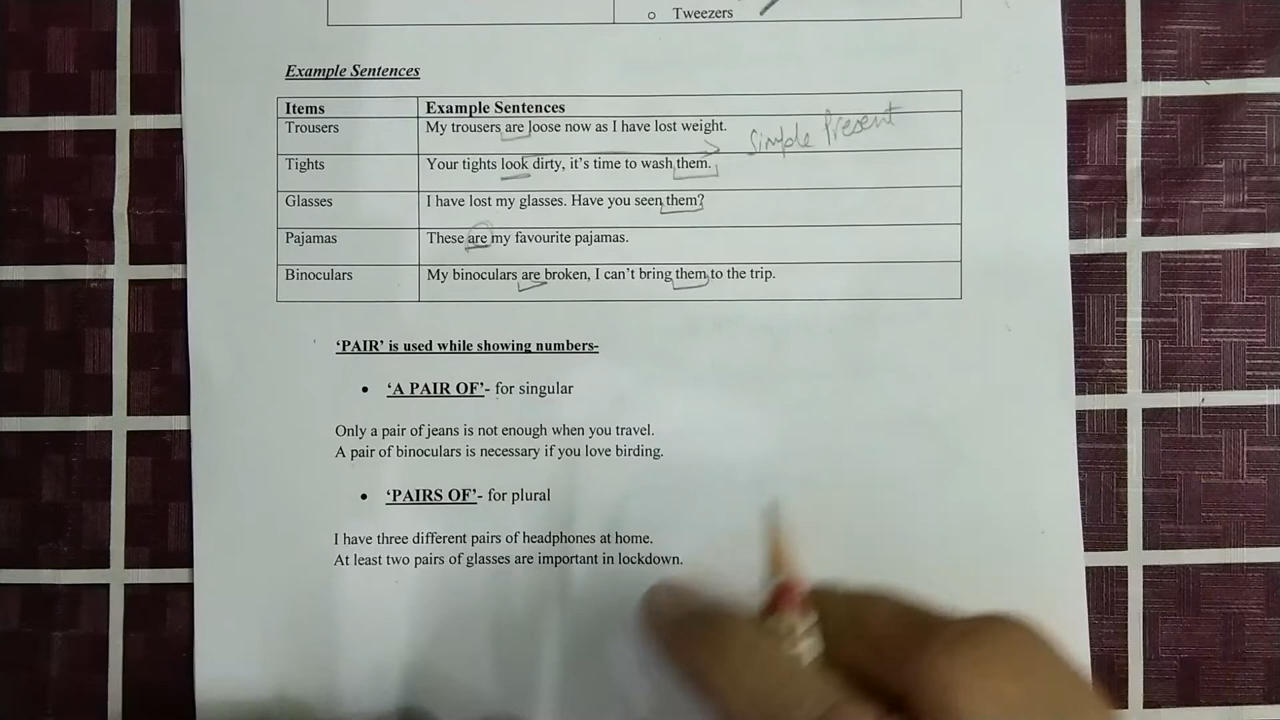 o Tweezers
Example Sentences
Items Example Sentences
Trousers My trousers are loose now as I have lost weight.
Simple Present
Tights Your tights look dirty, it's time to wash them.
Glasses I have lost my glasses. Have you seen them?
Pajamas These are my favourite pajamas.
Binoculars My binoculars are broken, I can't bring them to the trip.
'PAIR' is used while showing numbers-
• 'A PAIR OF'- for singular
Only a pair of jeans is not enough when you travel.
A pair of binoculars is necessary if you love birding.
• 'PAIRS OF'- for plural
I have three different pairs of headphones at home.
At least two pairs of glasses are important in lockdown.